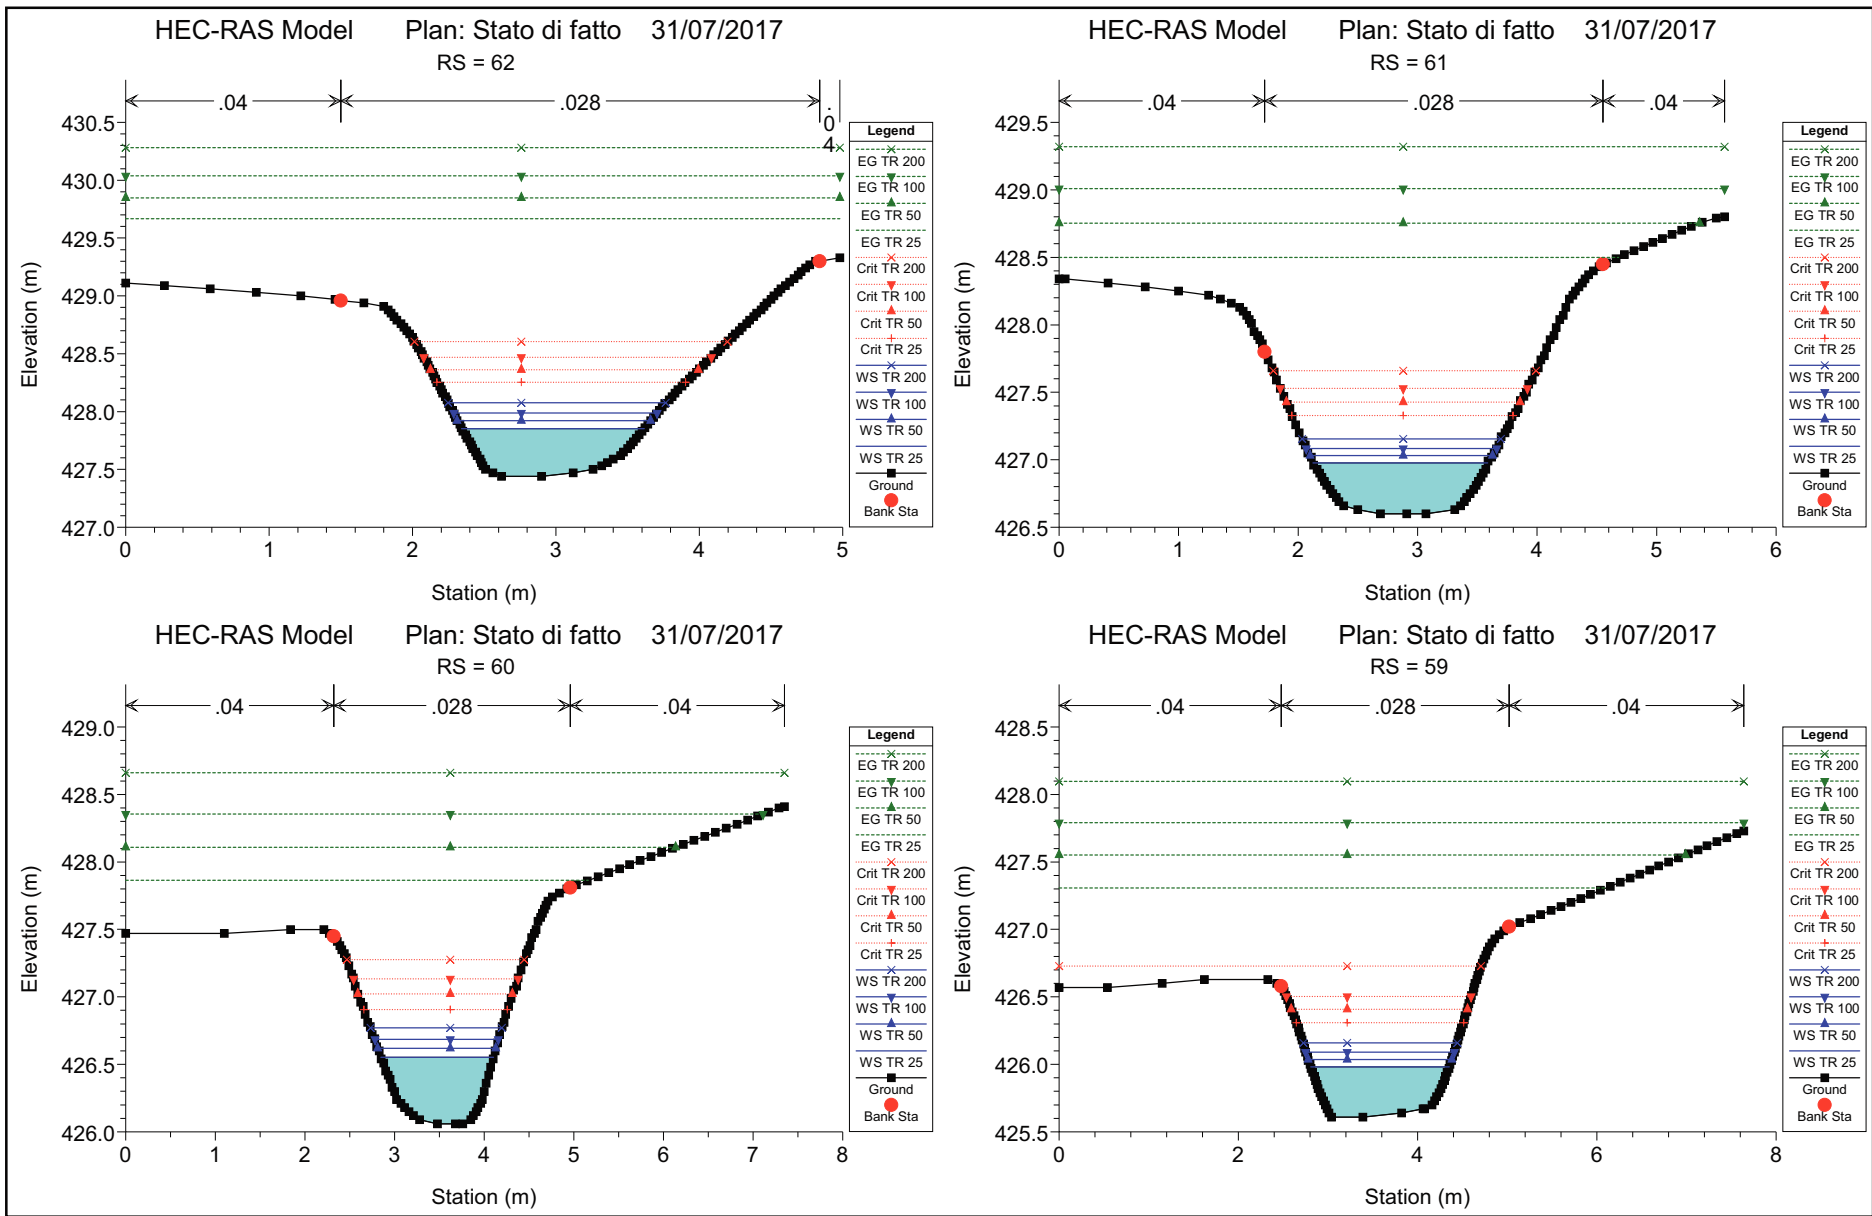 HEC-RAS Model Plan: Stato di fatto 31/07/2017
RS = 62
.04 .028 .04
Elevation (m)
430.5
430.0
429.5
429.0
428.5
428.0
427.5
427.0
0 1 2 3 4 5
Station (m)
Legend
EG TR 200
EG TR 100
EG TR 50
EG TR 25
Crit TR 200
Crit TR 100
Crit TR 50
Crit TR 25
WS TR 200
WS TR 100
WS TR 50
WS TR 25
Ground
Bank Sta
HEC-RAS Model Plan: Stato di fatto 31/07/2017
RS = 61
.04 .028 .04
Elevation (m)
429.5
429.0
428.5
428.0
427.5
427.0
426.5
0 1 2 3 4 5 6
Station (m)
Legend
EG TR 200
EG TR 100
EG TR 50
EG TR 25
Crit TR 200
Crit TR 100
Crit TR 50
Crit TR 25
WS TR 200
WS TR 100
WS TR 50
WS TR 25
Ground
Bank Sta
HEC-RAS Model Plan: Stato di fatto 31/07/2017
RS = 60
.04 .028 .04
Elevation (m)
429.0
428.5
428.0
427.5
427.0
426.5
426.0
0 1 2 3 4 5 6 7 8
Station (m)
Legend
EG TR 200
EG TR 100
EG TR 50
EG TR 25
Crit TR 200
Crit TR 100
Crit TR 50
Crit TR 25
WS TR 200
WS TR 100
WS TR 50
WS TR 25
Ground
Bank Sta
HEC-RAS Model Plan: Stato di fatto 31/07/2017
RS = 59
.04 .028 .04
Elevation (m)
428.5
428.0
427.5
427.0
426.5
426.0
425.5
0 2 4 6 8
Station (m)
Legend
EG TR 200
EG TR 100
EG TR 50
EG TR 25
Crit TR 200
Crit TR 100
Crit TR 50
Crit TR 25
WS TR 200
WS TR 100
WS TR 50
WS TR 25
Ground
Bank Sta